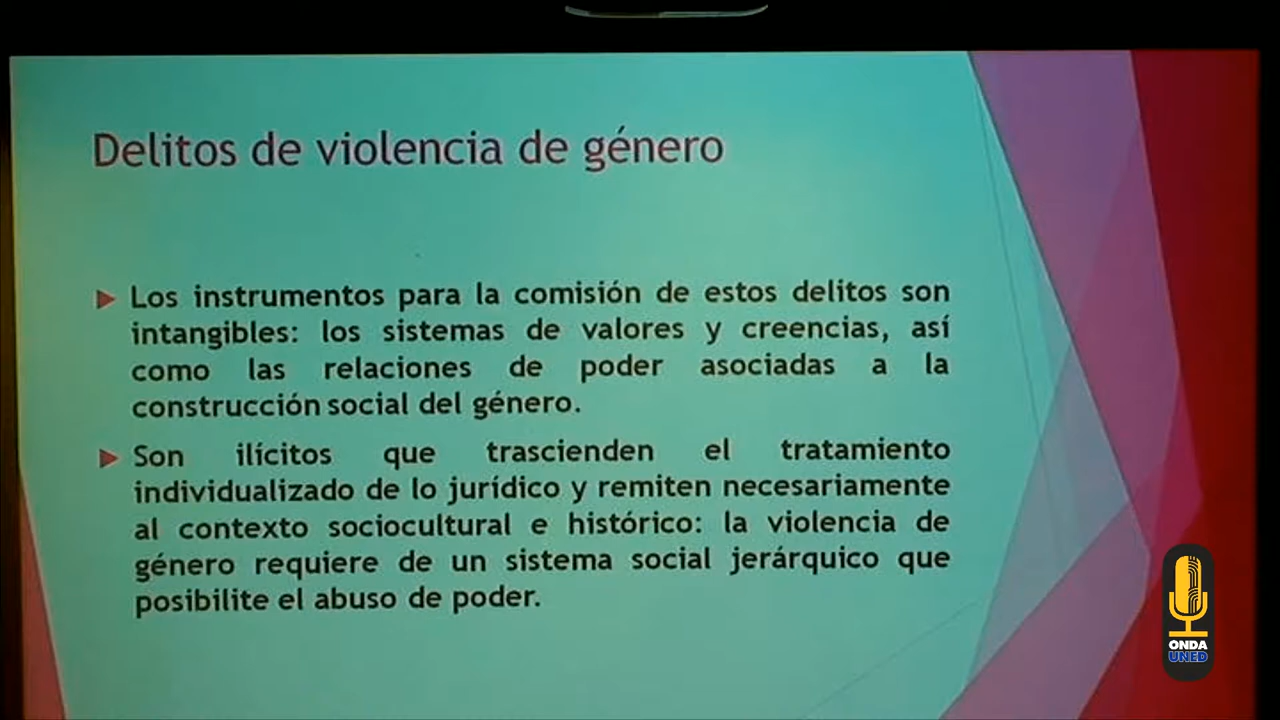 Delitos de violencia de género
Los instrumentos para la comisión de estos delitos son
intangibles: los sistemas de valores y creencias, así
como las relaciones de poder asociadas a la
construcción social del género.
Son ilícitos que trascienden el tratamiento
individualizado de lo jurídico y remiten necesariamente
al contexto sociocultural e histórico: la violencia de
género requiere de un sistema social jerárquico que
posibilite el abuso de poder.
ONDA
UNED